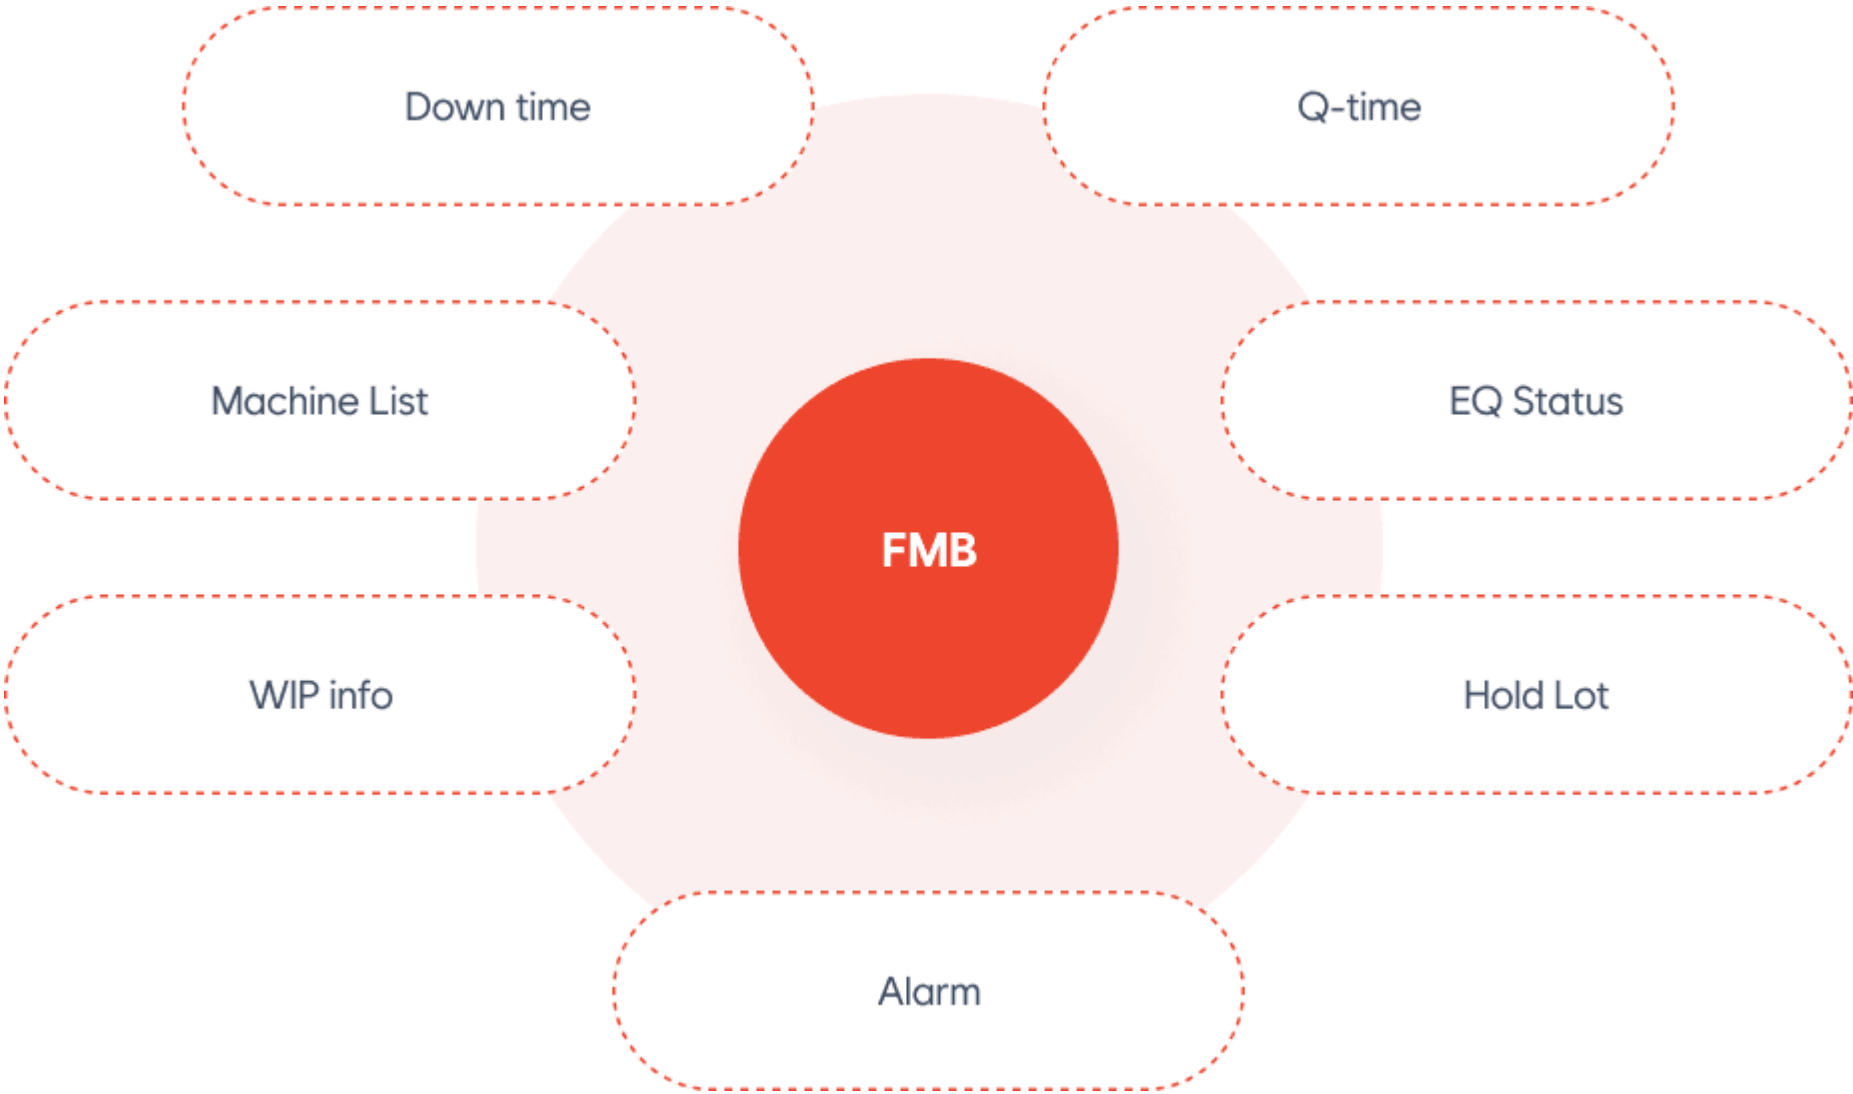 Down time
Q-time
Machine List
EQ Status
FMB
WIP info
Hold Lot
Alarm